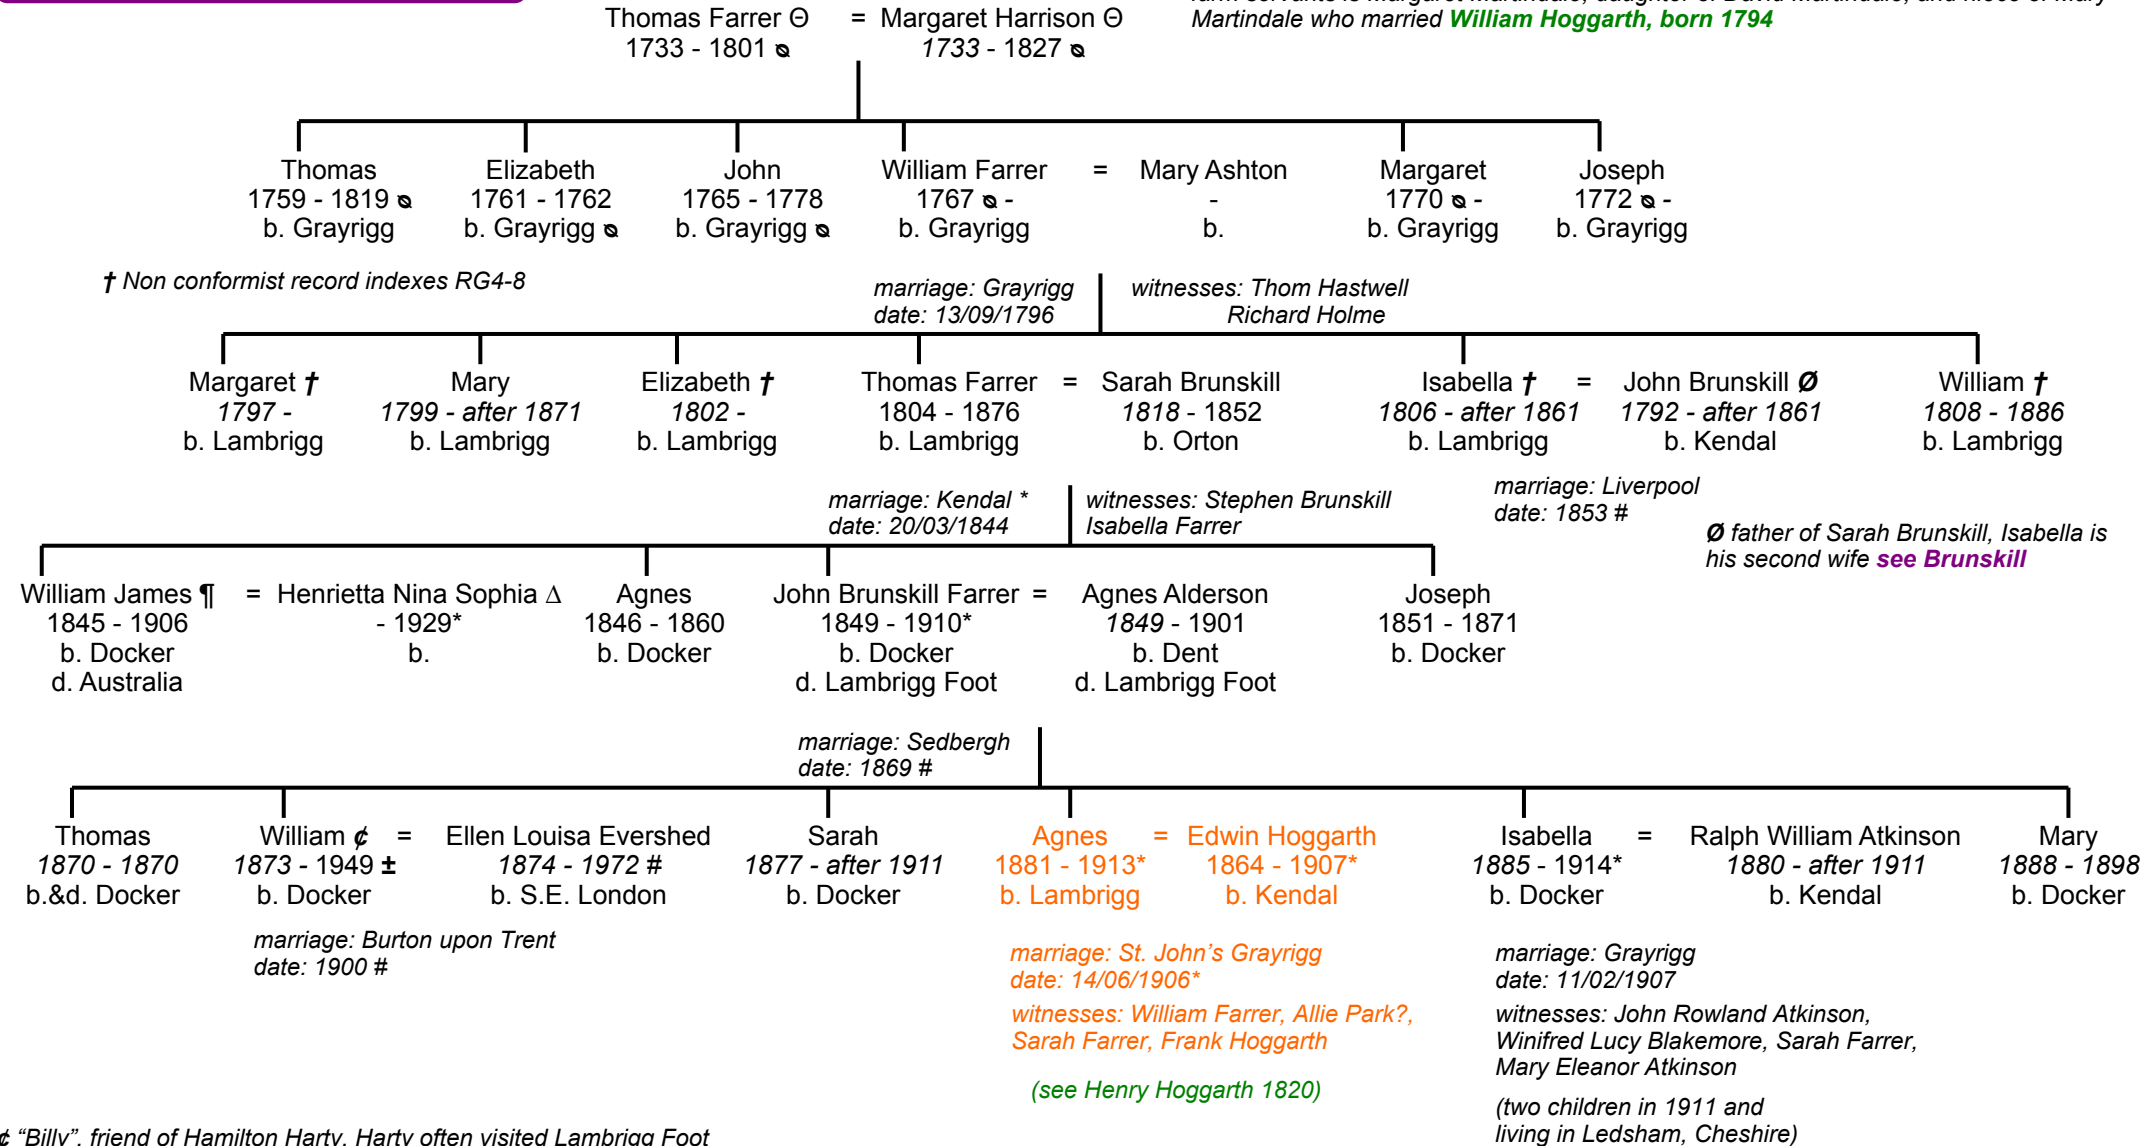 Martindale who married William Hoggarth, born 1794
Thomas Farrer Θ = Margaret Harrison Θ
1733 - 1801 ᴓ 1733 - 1827 ᴓ
Thomas Elizabeth John William Farrer = Mary Ashton Margaret Joseph
1759 - 1819 ᴓ 1761 - 1762 1765 - 1778 1767 ᴓ - - 1770 ᴓ - 1772 ᴓ -
b. Grayrigg b. Grayrigg ᴓ b. Grayrigg ᴓ b. Grayrigg b. b. Grayrigg b. Grayrigg
† Non conformist record indexes RG4-8
marriage: Grayrigg witnesses: Thom Hastwell
date: 13/09/1796 Richard Holme
Margaret † Mary Elizabeth † Thomas Farrer = Sarah Brunskill Isabella † = John Brunskill Ø William †
1797 - 1799 - after 1871 1802 - 1804 - 1876 1818 - 1852 1806 - after 1861 1792 - after 1861 1808 - 1886
b. Lambrigg b. Lambrigg b. Lambrigg b. Lambrigg b. Orton b. Lambrigg b. Kendal b. Lambrigg
marriage: Kendal * witnesses: Stephen Brunskill
date: 20/03/1844 Isabella Farrer
marriage: Liverpool
date: 1853 #
Ø father of Sarah Brunskill, Isabella is
his second wife see Brunskill
William James ¶ = Henrietta Nina Sophia ∆ Agnes John Brunskill Farrer = Agnes Alderson Joseph
1845 - 1906 - 1929* 1846 - 1860 1849 - 1910* 1849 - 1901 1851 - 1871
b. Docker b. b. Docker b. Docker b. Dent b. Docker
d. Australia d. Lambrigg Foot d. Lambrigg Foot
marriage: Sedbergh
date: 1869 #
Thomas William ₵ = Ellen Louisa Evershed Sarah Agnes = Edwin Hoggarth Isabella = Ralph William Atkinson Mary
1870 - 1870 1873 - 1949 ± 1874 - 1972 # 1877 - after 1911 1881 - 1913* 1864 - 1907* 1885 - 1914* 1880 - after 1911 1888 - 1898
b.&d. Docker b. Docker b. S.E. London b. Docker b. Lambrigg b. Kendal b. Docker b. Kendal b. Docker
marriage: Burton upon Trent
date: 1900 #
marriage: St. John’s Grayrigg
date: 14/06/1906*
witnesses: William Farrer, Allie Park?,
Sarah Farrer, Frank Hoggarth
(see Henry Hoggarth 1820)
marriage: Grayrigg
date: 11/02/1907
witnesses: John Rowland Atkinson,
Winifred Lucy Blakemore, Sarah Farrer,
Mary Eleanor Atkinson
(two children in 1911 and
living in Ledsham, Cheshire)
₵ “Billy”, friend of Hamilton Harty. Harty often visited Lambrigg Foot